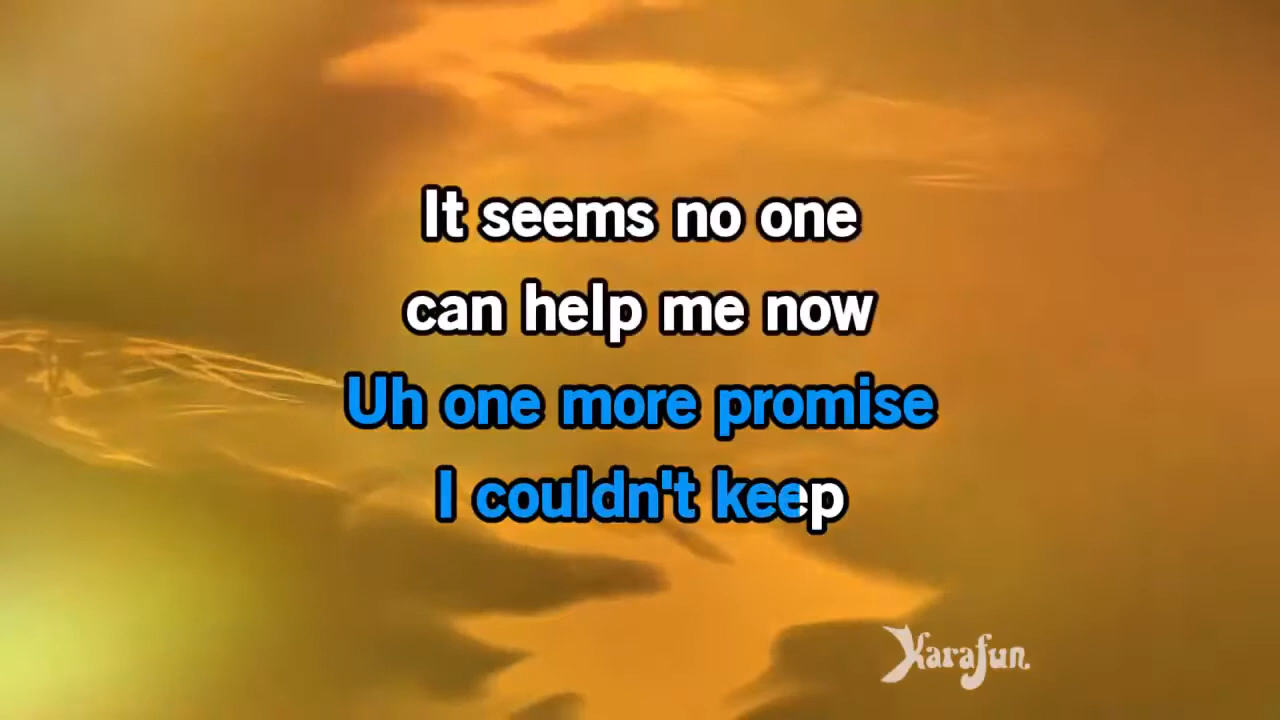 It seems no one
can help me now
Uh one more promise
I couldn't keep
Karafun